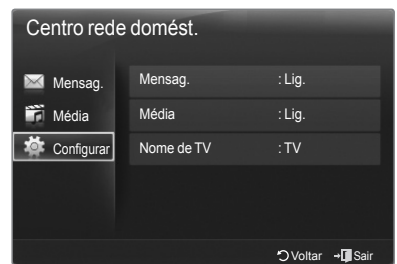 Centro rede domést.
Mensag.
Média
Configurar
Mensag. : Lig.
Média : Lig.
Nome de TV : TV
Voltar Sair